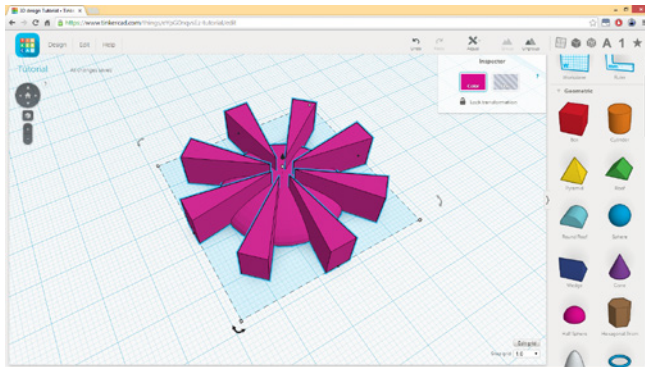 3D design Tutorial
https://www.tinkercad.com/things/
Design
Edit
Help
Undo
Redo
Adjust
Group
Ungroup
Tutorial
All changes saved
Inspector
Color
Lock transformation
Workplane
Ruler
Geometric
Box
Cylinder
Pyramid
Roof
Round Roof
Sphere
Wedge
Cone
Half Sphere
Hexagonal Prism
Edit grid
Snap grid 1.0